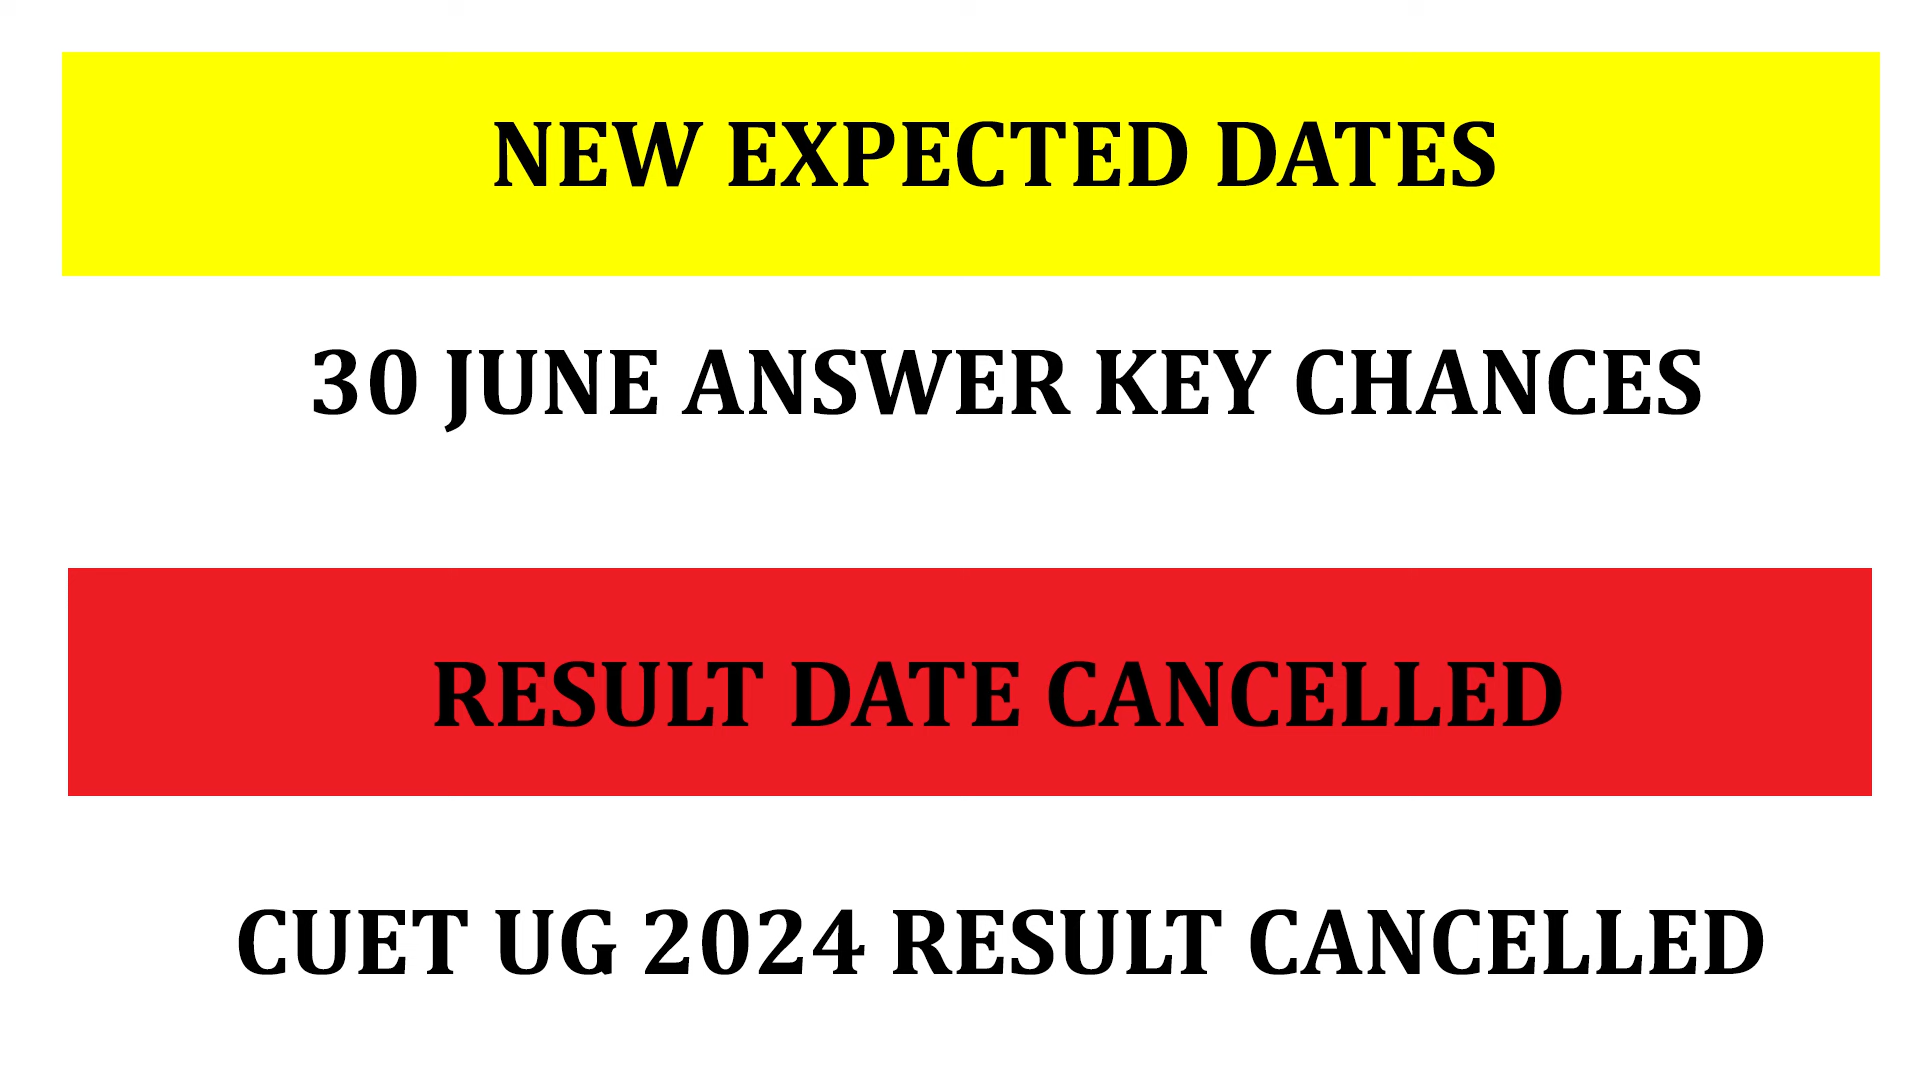 NEW EXPECTED DATES
30 JUNE ANSWER KEY CHANCES
RESULT DATE CANCELLED
CUET UG 2024 RESULT CANCELLED